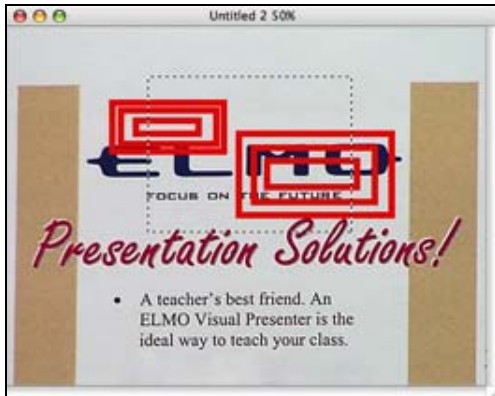 Untitled 2 50%
ELMO
FOCUS ON THE FUTURE
Presentation Solutions!
• A teacher's best friend. An
ELMO Visual Presenter is the
ideal way to teach your class.